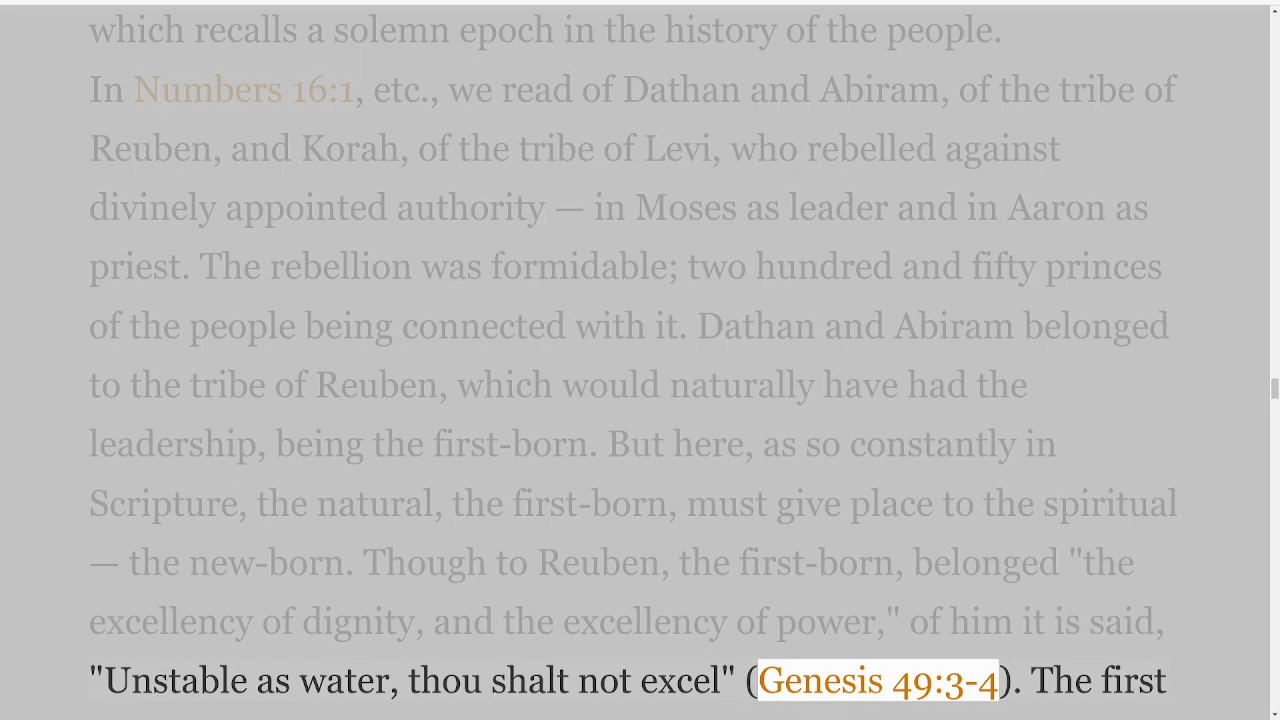 which recalls a solemn epoch in the history of the people.
In Numbers 16:1, etc., we read of Dathan and Abiram, of the tribe of
Reuben, and Korah, of the tribe of Levi, who rebelled against
divinely appointed authority — in Moses as leader and in Aaron as
priest. The rebellion was formidable; two hundred and fifty princes
of the people being connected with it. Dathan and Abiram belonged
to the tribe of Reuben, which would naturally have had the
leadership, being the first-born. But here, as so constantly in
Scripture, the natural, the first-born, must give place to the spiritual
— the new-born. Though to Reuben, the first-born, belonged "the
excellency of dignity, and the excellency of power," of him it is said,
"Unstable as water, thou shalt not excel" (Genesis 49:3-4). The first